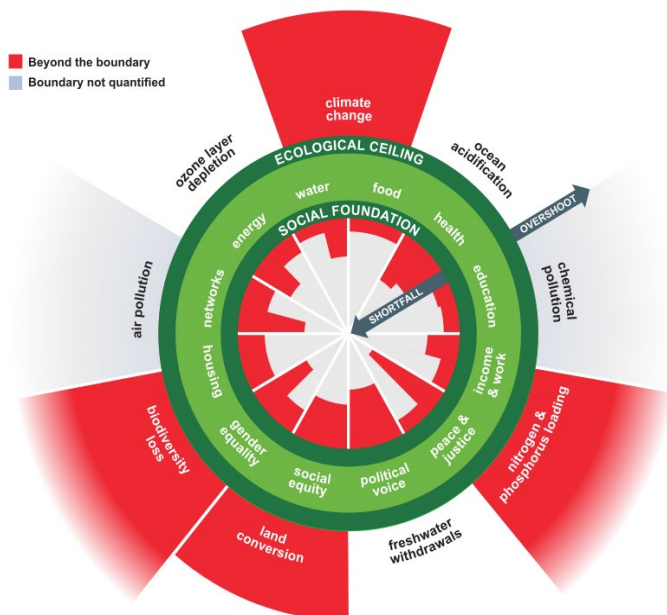 Beyond the boundary
Boundary not quantified
climate
change
ozone layer
depletion
ocean
acidification
ECOLOGICAL CEILING
OVERSHOOT
water
food
energy
health
SOCIAL FOUNDATION
SHORTFALL
air pollution
chemical
pollution
networks
education
housing
income
& work
gender
equality
peace &
justice
social
equity
political
voice
biodiversity
loss
nitrogen &
phosphorus loading
land
conversion
freshwater
withdrawals